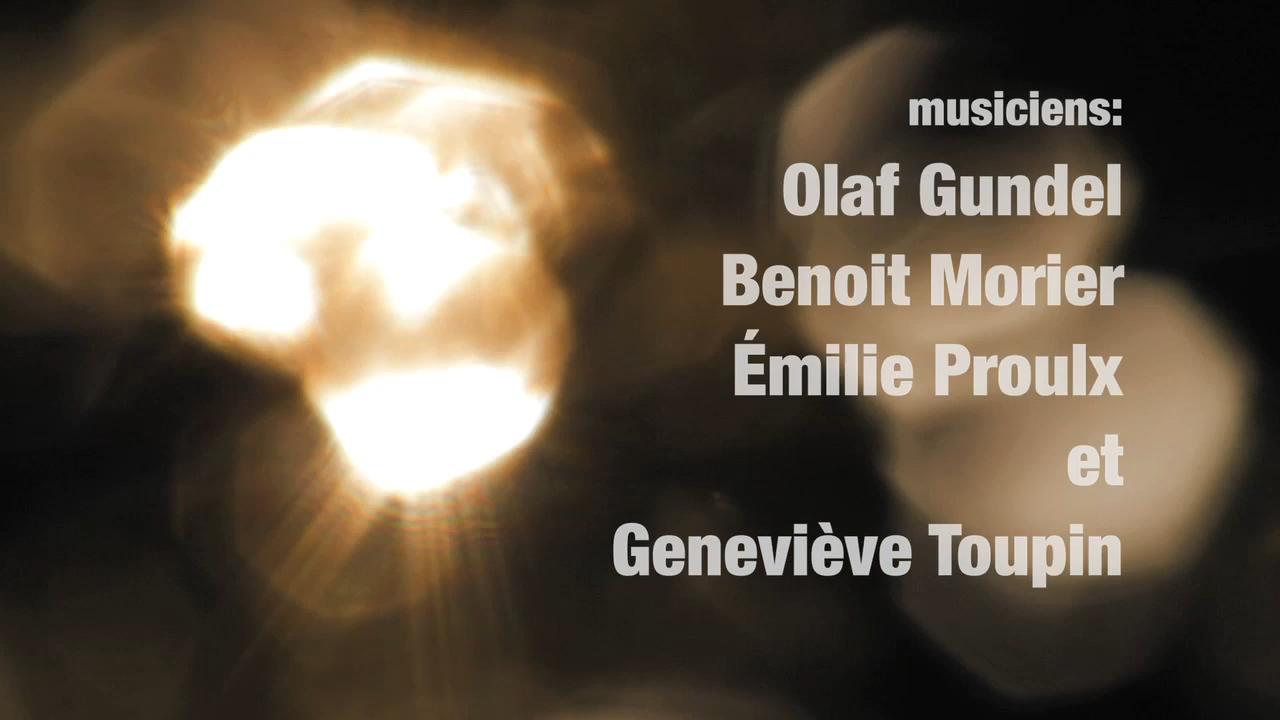 musiciens:
Olaf Gundel
Benoit Morier
Émilie Proulx
et
Geneviève Toupin